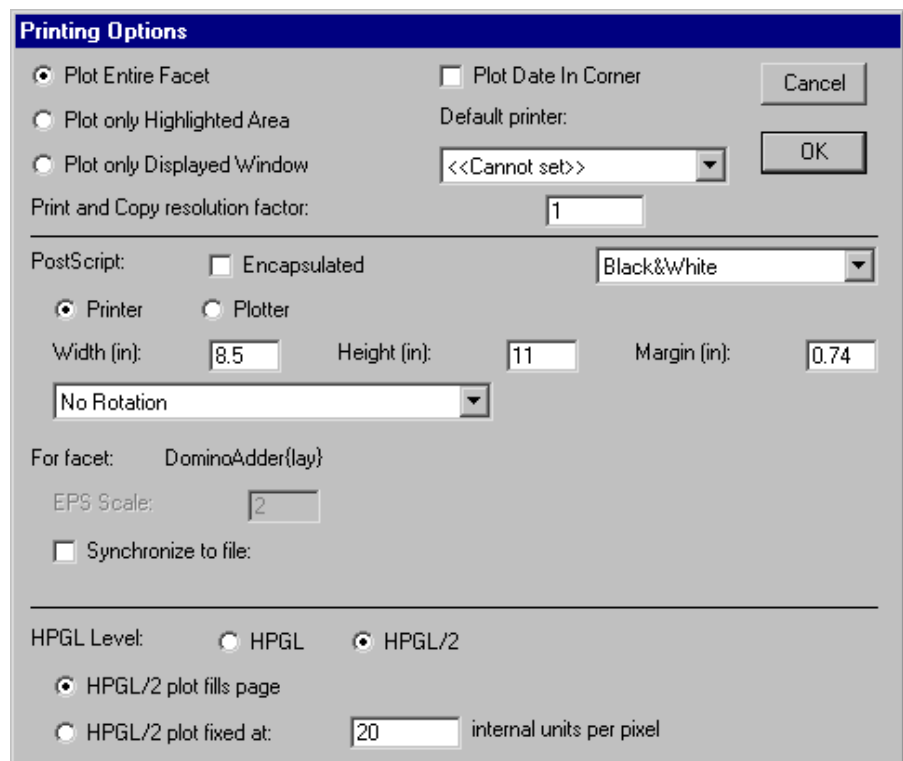 Printing Options
Plot Entire Facet
Plot Date In Corner
Cancel
Plot only Highlighted Area
Default printer:
OK
Plot only Displayed Window
<<Cannot set>>
Print and Copy resolution factor: 1
PostScript: Encapsulated Black&White
Printer Plotter
Width (in): 8.5 Height (in): 11 Margin (in): 0.74
No Rotation
For facet: DominoAdder{lay}
EPS Scale: 2
Synchronize to file:
HPGL Level: HPGL HPGL/2
HPGL/2 plot fills page
HPGL/2 plot fixed at: 20 internal units per pixel